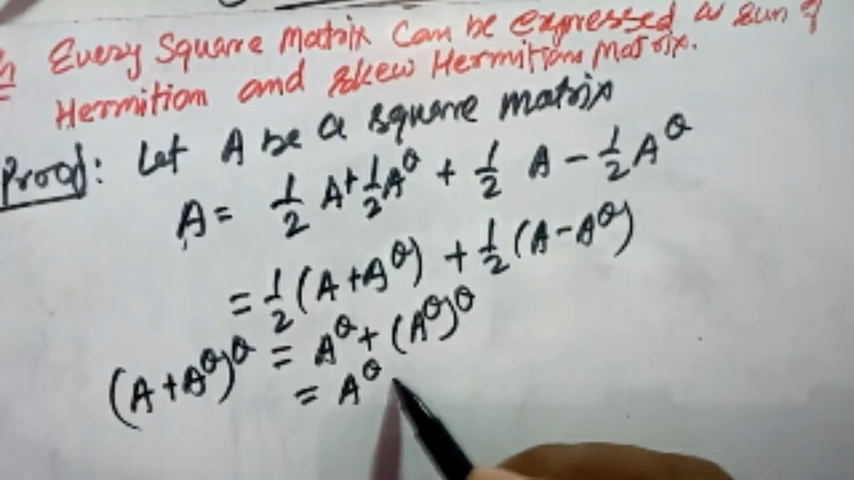 Every Square Matrix Can be expressed as Sum of
Hermition and Skew Hermitions Matrix.
Proof: Let A be a square matrix
A = 1/2 A + 1/2 A^θ + 1/2 A - 1/2 A^θ
= 1/2 (A + A^θ) + 1/2 (A - A^θ)
(A + A^θ)^θ = A^θ + (A^θ)^θ
= A^θ